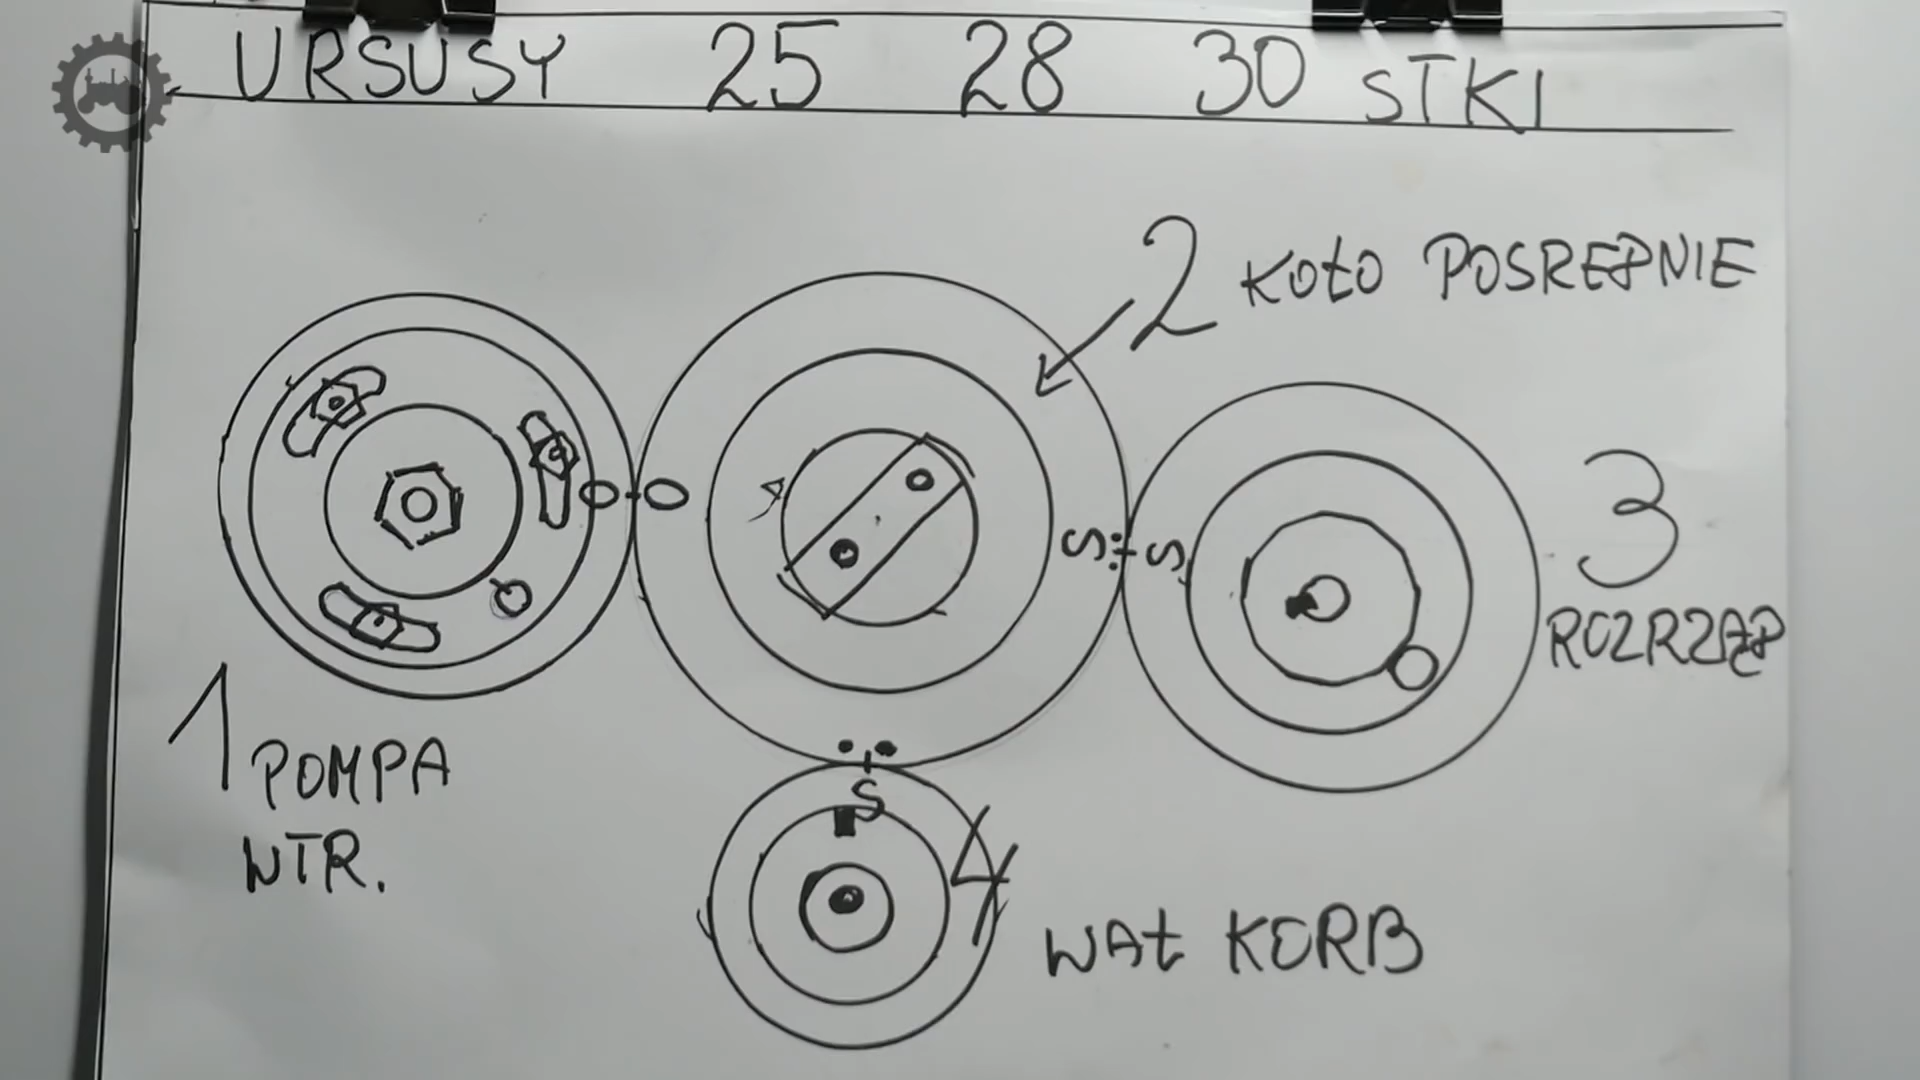 URSUSY 25 28 30 STKI
2 KOŁO POSREDNIE
O-O
S S
3
ROZRZĄD
1 POMPA
WTR.
S
4
WAŁ KORB